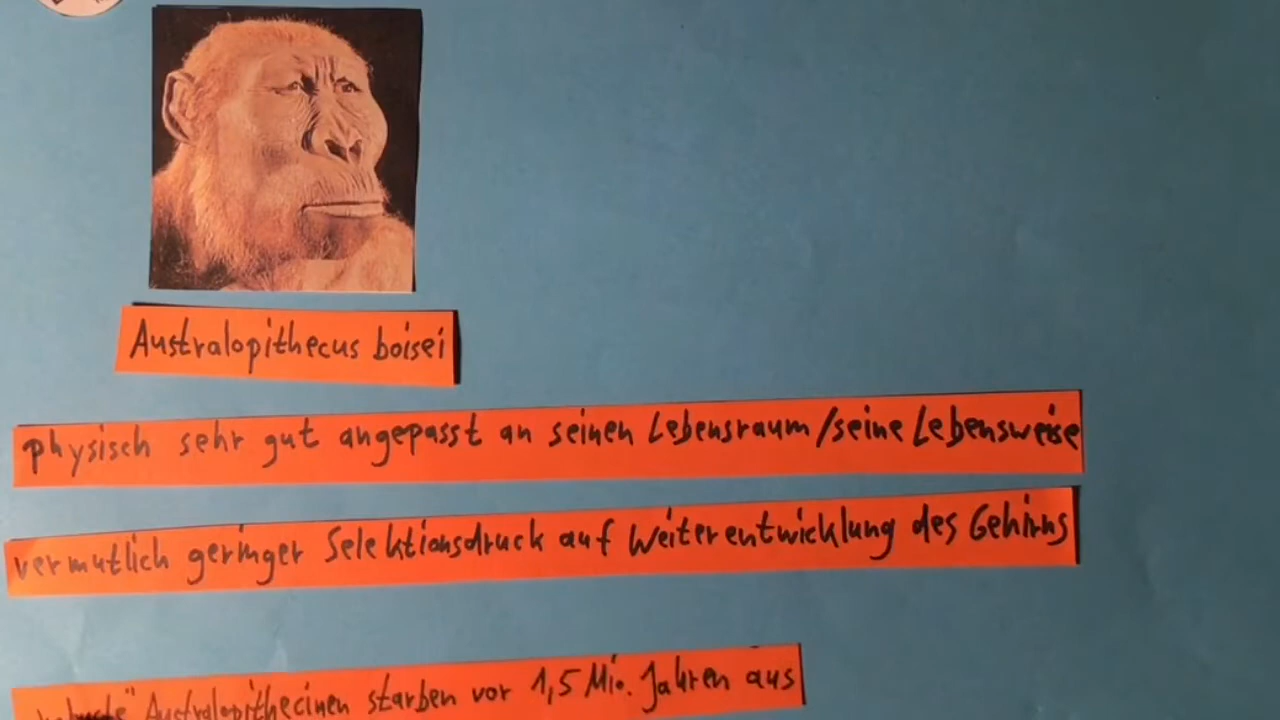 Australopithecus boisei
physisch sehr gut angepasst an seinen Lebensraum/seine Lebensweise
vermutlich geringer Selektionsdruck auf Weiterentwicklung des Gehirns
Australopithecinen starben vor 1,5 Mio. Jahren aus